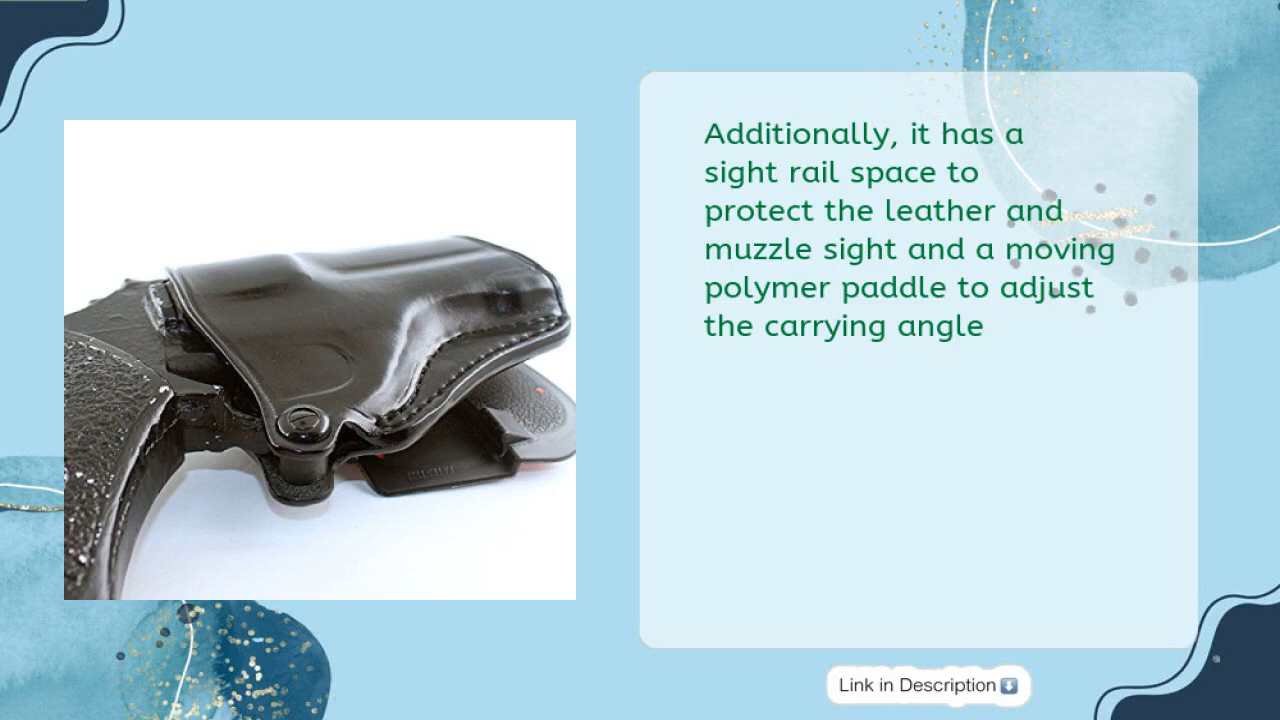 Additionally, it has a
sight rail space to
protect the leather and
muzzle sight and a moving
polymer paddle to adjust
the carrying angle
Link in Description⬇️